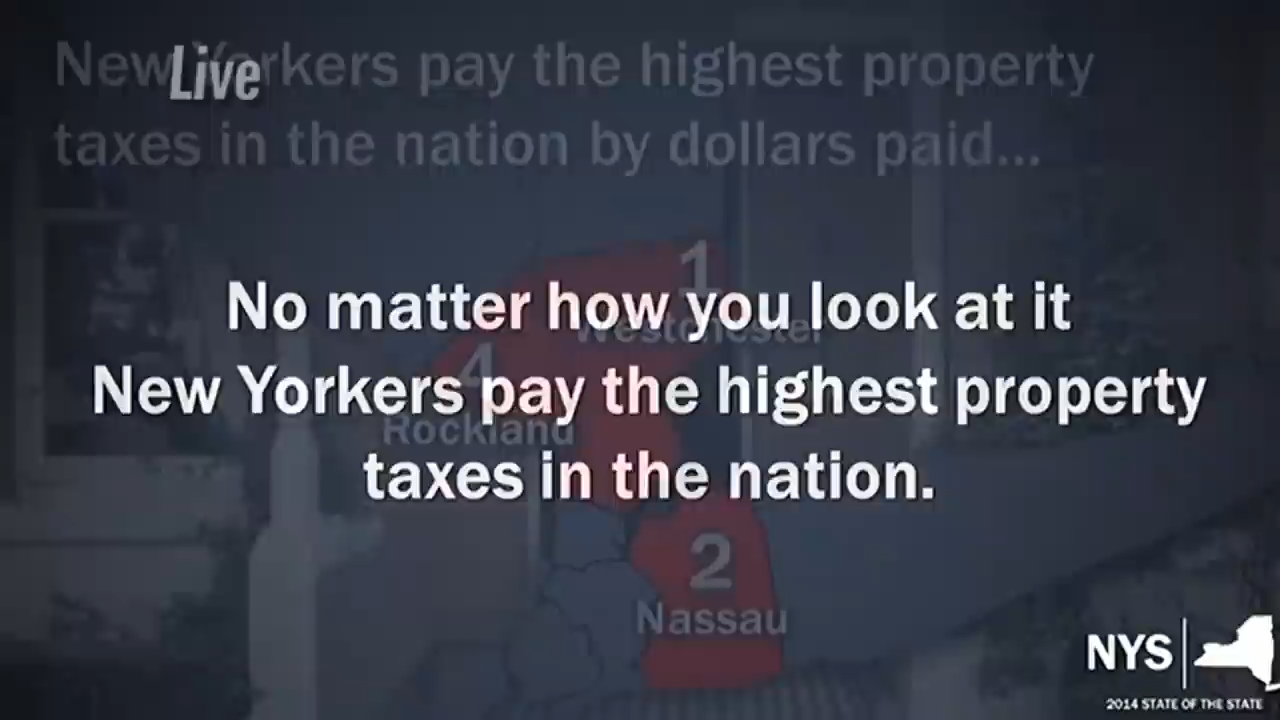 New Yorkers pay the highest property
Live
taxes in the nation by dollars paid...
1
No matter how you look at it
Westchester
4
New Yorkers pay the highest property
Rockland
taxes in the nation.
2
Nassau
NYS
2014 STATE OF THE STATE